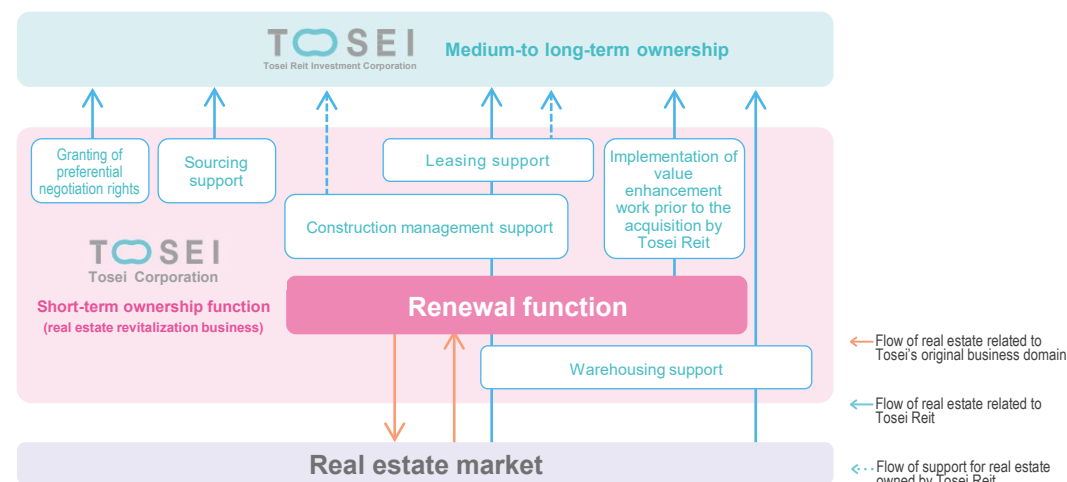 TOSEI
Tosei Reit Investment Corporation
Medium-to long-term ownership
Granting of
preferential
negotiation rights
Sourcing
support
Leasing support
Implementation of
value
enhancement
work prior to the
acquisition by
Tosei Reit
Construction management support
TOSEI
Tosei Corporation
Short-term ownership function
(real estate revitalization business)
Renewal function
Warehousing support
Real estate market
Flow of real estate related to
Tosei's original business domain
Flow of real estate related to
Tosei Reit
Flow of support for real estate
owned by Tosei Reit